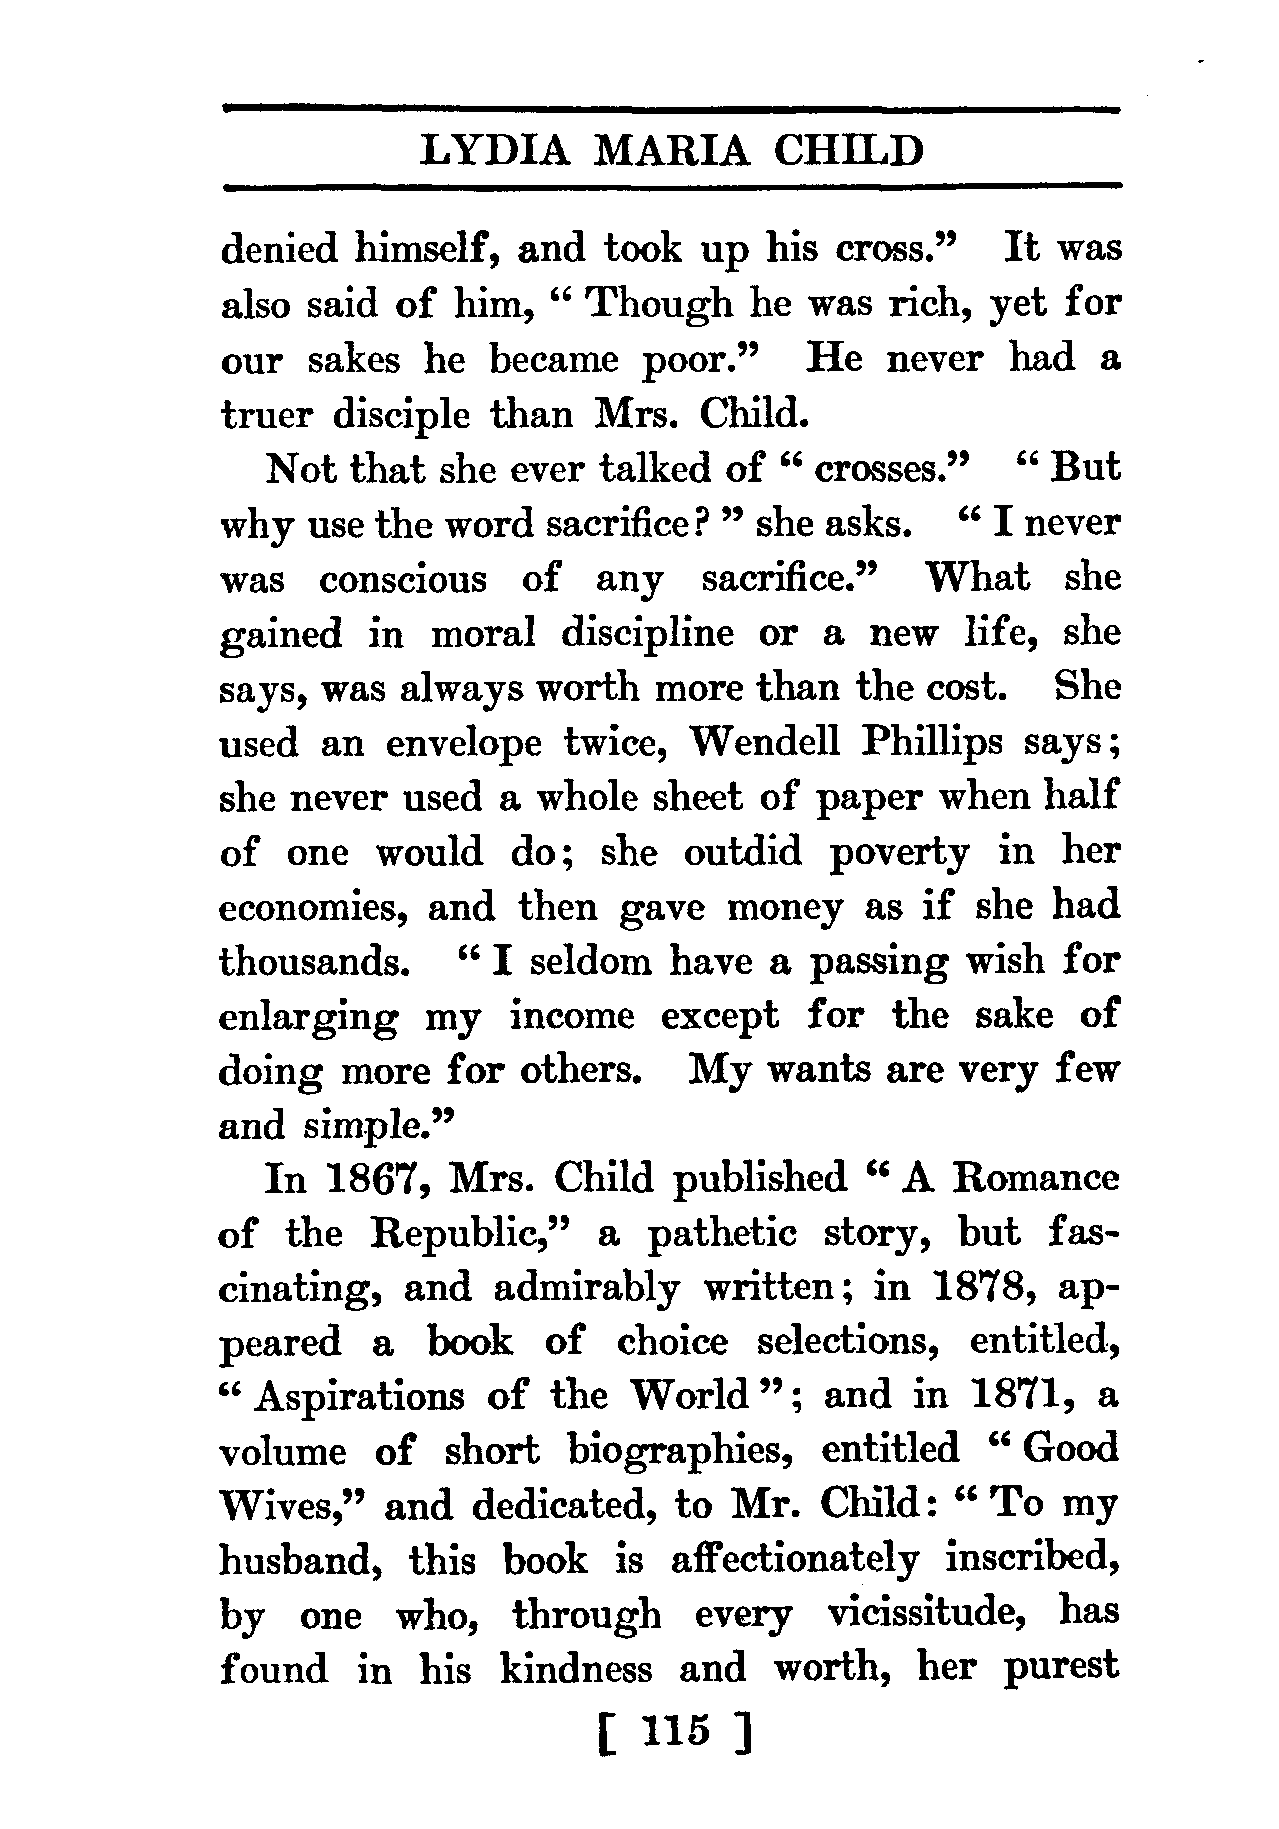 LYDIA MARIA CHILD
denied himself, and took up his cross.” It was
also said of him, “ Though he was rich, yet for
our sakes he became poor.” He never had a
truer disciple than Mrs. Child.
Not that she ever talked of “ crosses.” “ But
why use the word sacrifice? ” she asks. “ I never
was conscious of any sacrifice.” What she
gained in moral discipline or a new life, she
says, was always worth more than the cost. She
used an envelope twice, Wendell Phillips says;
she never used a whole sheet of paper when half
of one would do; she outdid poverty in her
economies, and then gave money as if she had
thousands. “ I seldom have a passing wish for
enlarging my income except for the sake of
doing more for others. My wants are very few
and simple.”
In 1867, Mrs. Child published “ A Romance
of the Republic,” a pathetic story, but fas-
cinating, and admirably written; in 1878, ap-
peared a book of choice selections, entitled,
“ Aspirations of the World ”; and in 1871, a
volume of short biographies, entitled “ Good
Wives,” and dedicated, to Mr. Child: “ To my
husband, this book is affectionately inscribed,
by one who, through every vicissitude, has
found in his kindness and worth, her purest
[ 115 ]